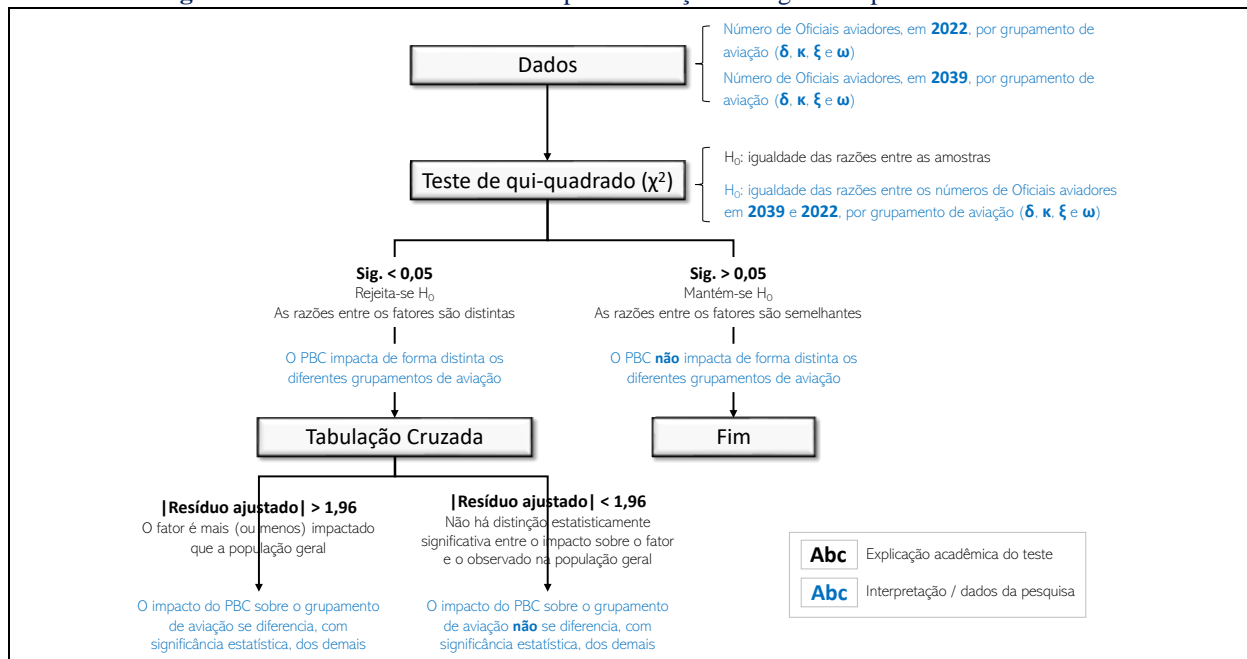 Dados
Número de Oficiais aviadores, em 2022, por grupamento de
aviação (δ, κ, ξ e ω)
Número de Oficiais aviadores, em 2039, por grupamento de
aviação (δ, κ, ξ e ω)
Teste de qui-quadrado (χ²)
H₀: igualdade das razões entre as amostras
H₀: igualdade das razões entre os números de Oficiais aviadores
em 2039 e 2022, por grupamento de aviação (δ, κ, ξ e ω)
Sig. < 0,05
Rejeita-se H₀
As razões entre os fatores são distintas
O PBC impacta de forma distinta os
diferentes grupamentos de aviação
Sig. > 0,05
Mantém-se H₀
As razões entre os fatores são semelhantes
O PBC não impacta de forma distinta os
diferentes grupamentos de aviação
Tabulação Cruzada
Fim
|Resíduo ajustado| > 1,96
O fator é mais (ou menos) impactado
que a população geral
O impacto do PBC sobre o grupamento
de aviação se diferencia, com
significância estatística, dos demais
|Resíduo ajustado| < 1,96
Não há distinção estatisticamente
significativa entre o impacto sobre o fator
e o observado na população geral
O impacto do PBC sobre o grupamento
de aviação não se diferencia, com
significância estatística, dos demais
Abc Explicação acadêmica do teste
Abc Interpretação / dados da pesquisa